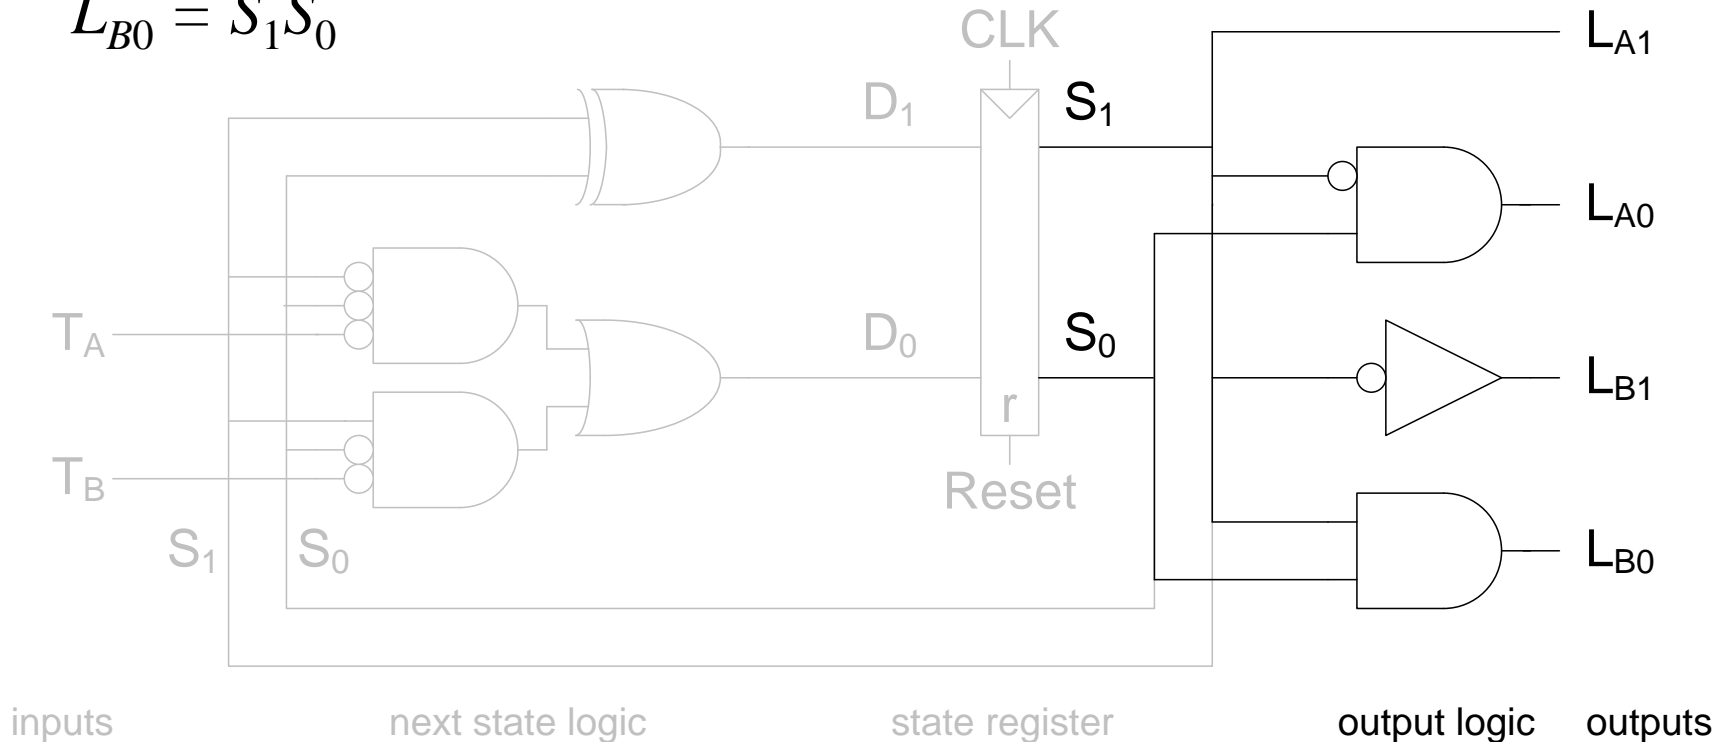 L_B0 = S_1S_0
CLK
L_A1
D_1
S_1
L_A0
T_A
D_0
S_0
L_B1
r
T_B
Reset
S_1
S_0
L_B0
inputs
next state logic
state register
output logic
outputs